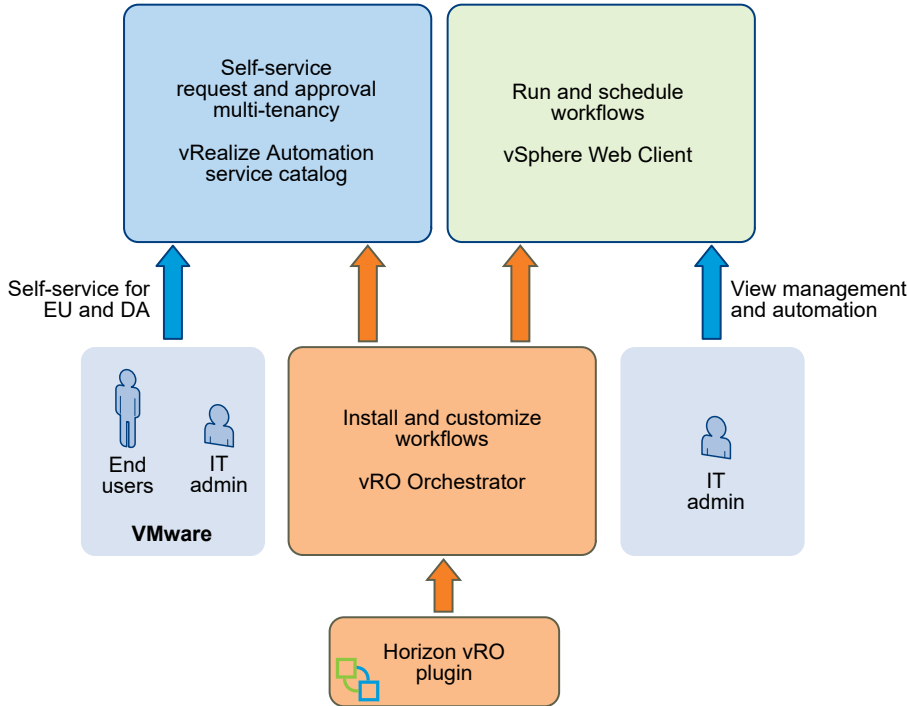 Self-service
request and approval
multi-tenancy
vRealize Automation
service catalog
Run and schedule
workflows
vSphere Web Client
Self-service for
EU and DA
View management
and automation
End
users
IT
admin
VMware
Install and customize
workflows
vRO Orchestrator
IT
admin
Horizon vRO
plugin